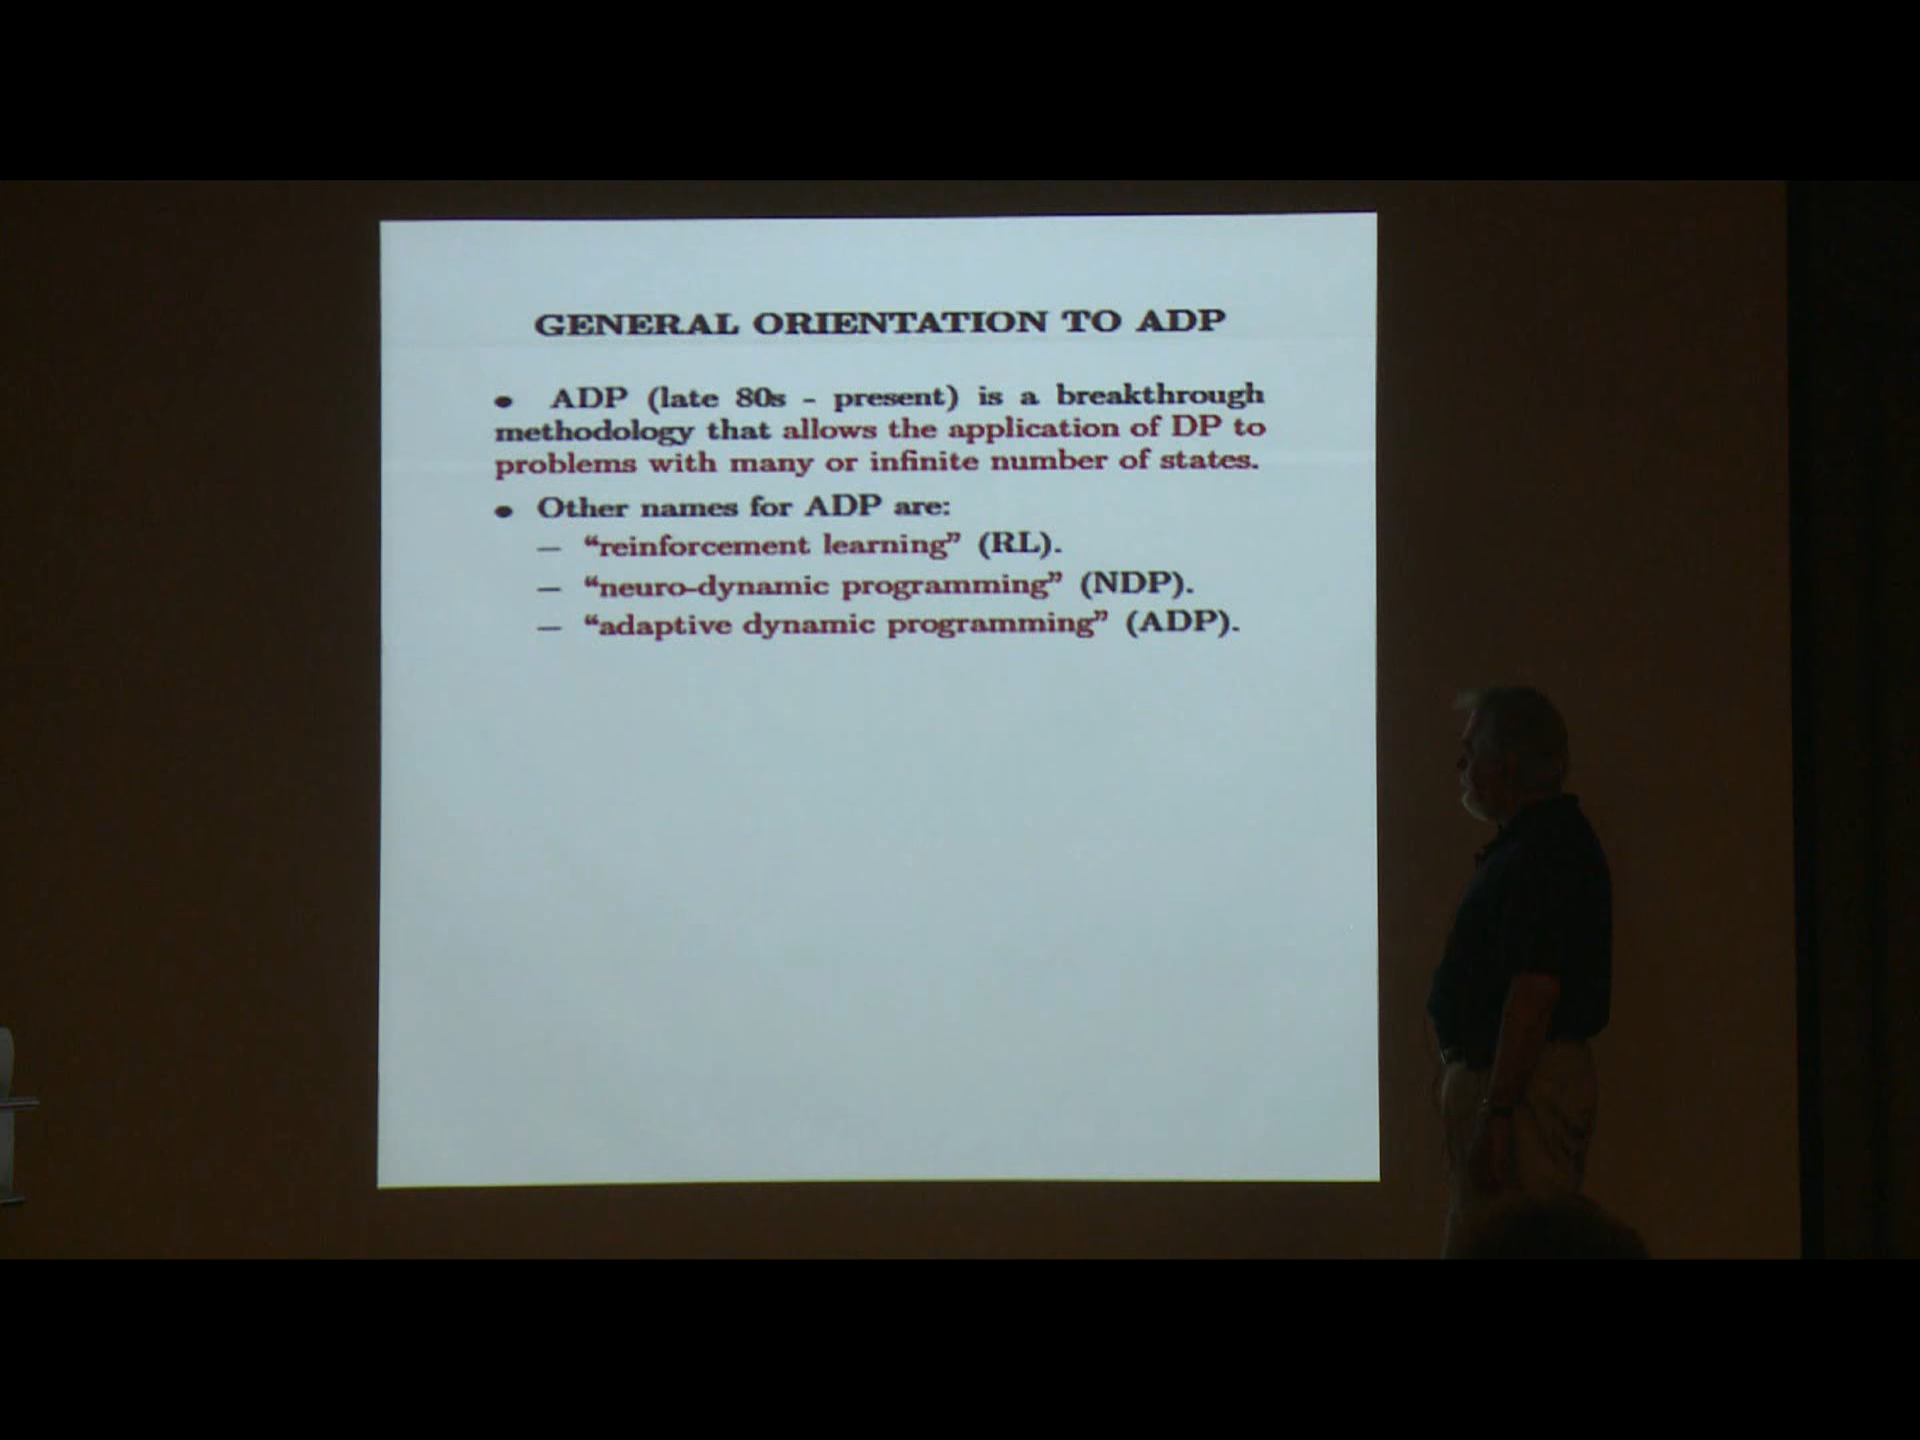 GENERAL ORIENTATION TO ADP
• ADP (late 80s - present) is a breakthrough
methodology that allows the application of DP to
problems with many or infinite number of states.
• Other names for ADP are:
— “reinforcement learning” (RL).
— “neuro-dynamic programming” (NDP).
— “adaptive dynamic programming” (ADP).